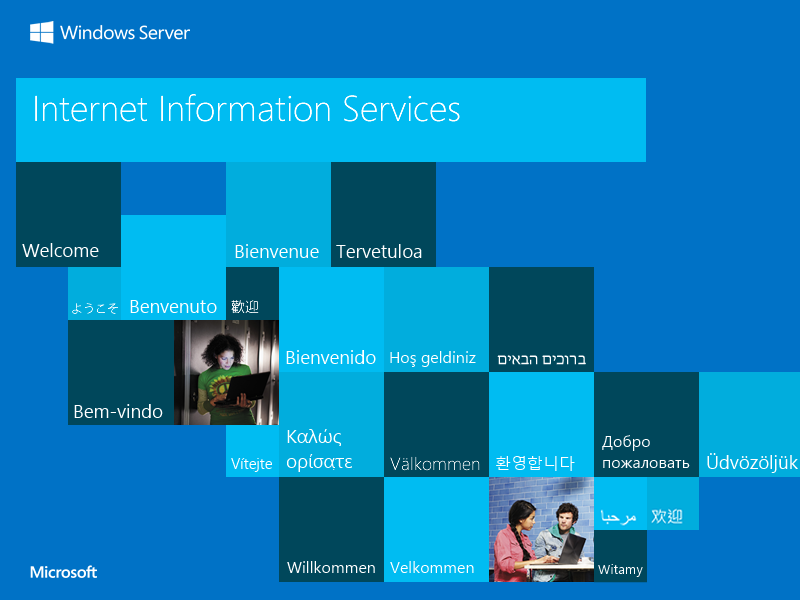 Windows Server
Internet Information Services
Welcome
Bienvenue
Tervetuloa
ようこそ
Benvenuto
歡迎
Bienvenido
Hoş geldiniz
ברוכים הבאים
Bem-vindo
Vítejte
Καλώς
ορίσατε
Välkommen
환영합니다
Добро
пожаловать
Üdvözöljük
مرحبا
欢迎
Willkommen
Velkommen
Witamy
Microsoft